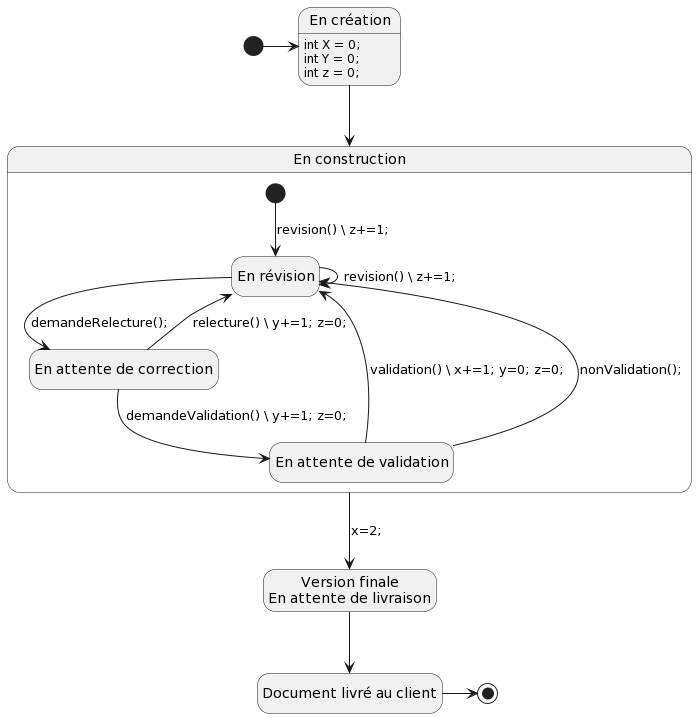 En création
int X = 0;
int Y = 0;
int z = 0;
En construction
revision() \ z+=1;
En révision
revision() \ z+=1;
demandeRelecture();
relecture() \ y+=1; z=0;
En attente de correction
validation() \ x+=1; y=0; z=0;
nonValidation();
demandeValidation() \ y+=1; z=0;
En attente de validation
x=2;
Version finale
En attente de livraison
Document livré au client